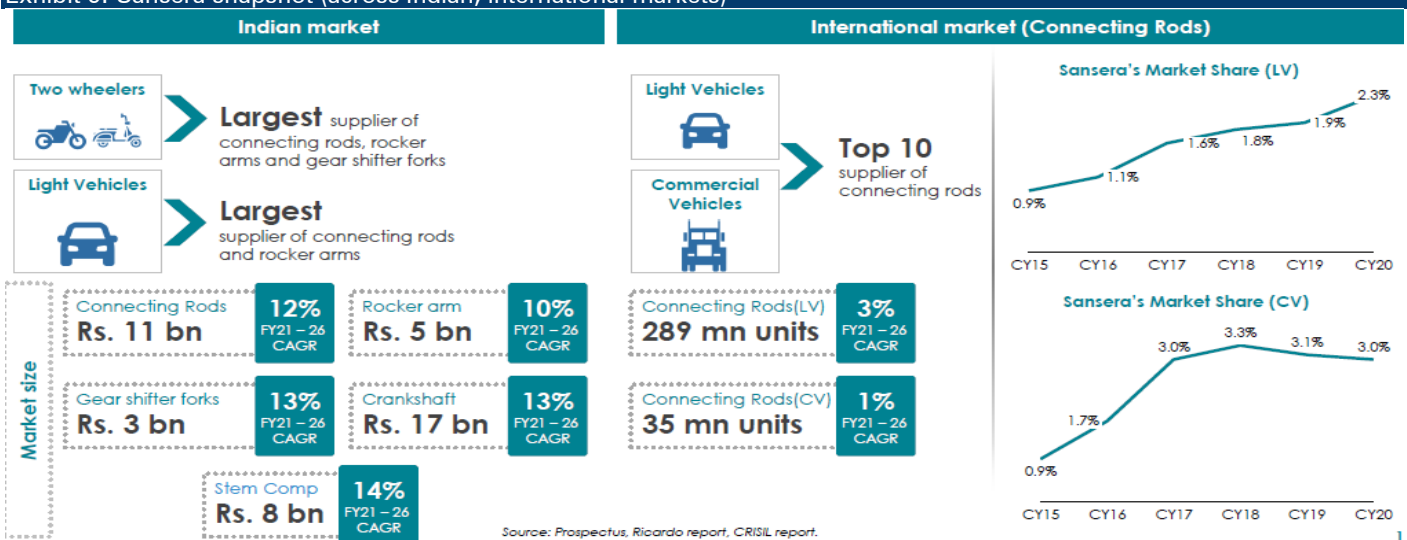 Exhibit 6: Sansera snapshot (across Indian, International markets)
Indian market
Two wheelers
Largest supplier of
connecting rods, rocker
arms and gear shifter forks
Light Vehicles
Largest
supplier of connecting rods
and rocker arms
Market size
Connecting Rods
Rs. 11 bn
12%
FY21 – 26
CAGR
Rocker arm
Rs. 5 bn
10%
FY21 – 26
CAGR
Gear shifter forks
Rs. 3 bn
13%
FY21 – 26
CAGR
Crankshaft
Rs. 17 bn
13%
FY21 – 26
CAGR
Stem Comp
Rs. 8 bn
14%
FY21 – 26
CAGR
International market (Connecting Rods)
Light Vehicles
Commercial
Vehicles
Top 10
supplier of
connecting rods
Connecting Rods(LV)
289 mn units
3%
FY21 – 26
CAGR
Connecting Rods(CV)
35 mn units
1%
FY21 – 26
CAGR
Sansera's Market Share (LV)
0.9%
1.1%
1.6%
1.8%
1.9%
2.3%
CY15 CY16 CY17 CY18 CY19 CY20
Sansera's Market Share (CV)
0.9%
1.7%
3.0%
3.3%
3.1%
3.0%
CY15 CY16 CY17 CY18 CY19 CY20
Source: Prospectus, Ricardo report, CRISIL report.
1